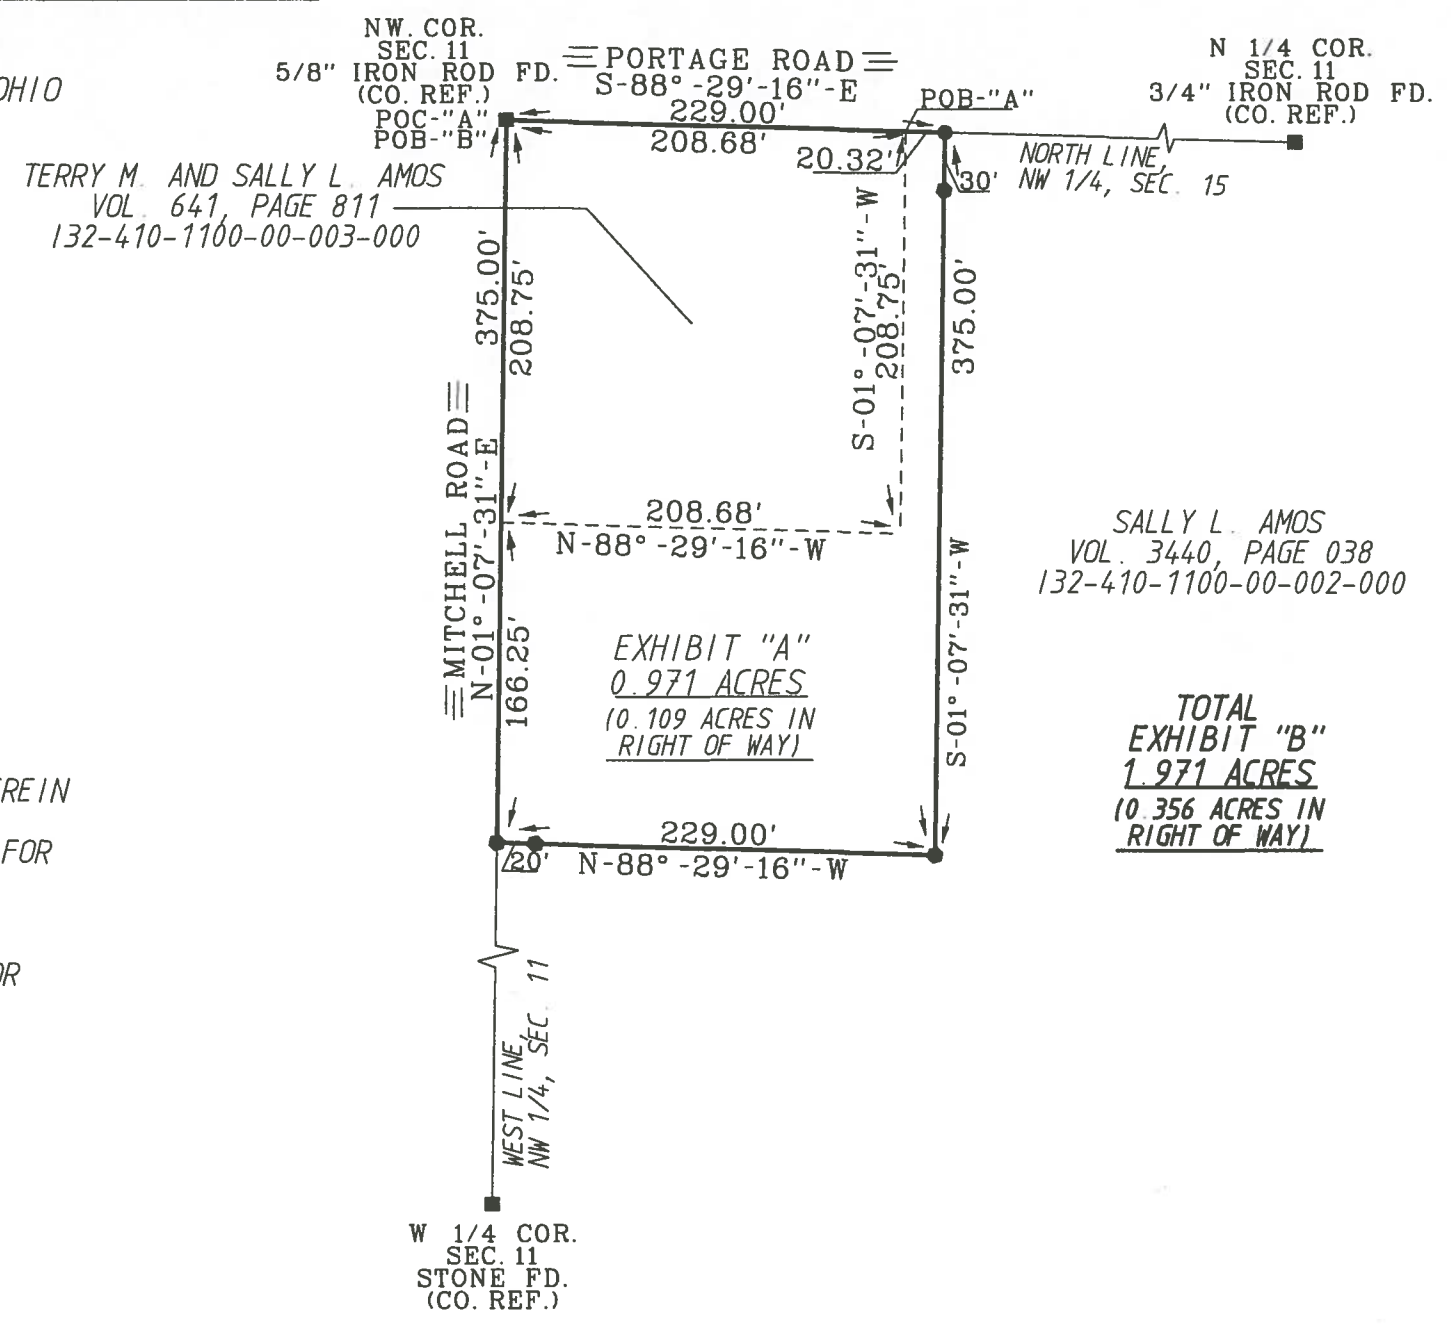 NW. COR.
SEC. 11
5/8" IRON ROD FD.
(CO. REF.)
POC-"A"
POB-"B"
PORTAGE ROAD
S-88°-29'-16"-E
229.00'
208.68'
POB-"A"
20.32'
30'
N 1/4 COR.
SEC. 11
3/4" IRON ROD FD.
(CO. REF.)
NORTH LINE,
NW 1/4, SEC. 15
OHIO
TERRY M. AND SALLY L. AMOS
VOL. 641, PAGE 811
132-410-1100-00-003-000
375.00'
208.75'
S-01°-07'-31"-W
208.75'
375.00'
MITCHELL ROAD
N-01°-07'-31"-E
208.68'
N-88°-29'-16"-W
S-01°-07'-31"-W
SALLY L. AMOS
VOL. 3440, PAGE 038
132-410-1100-00-002-000
166.25'
EXHIBIT "A"
0.971 ACRES
(0.109 ACRES IN
RIGHT OF WAY)
TOTAL
EXHIBIT "B"
1.971 ACRES
(0.356 ACRES IN
RIGHT OF WAY)
REIN
FOR
OR
229.00'
20'
N-88°-29'-16"-W
WEST LINE,
NW 1/4, SEC. 11
W 1/4 COR.
SEC. 11
STONE FD.
(CO. REF.)